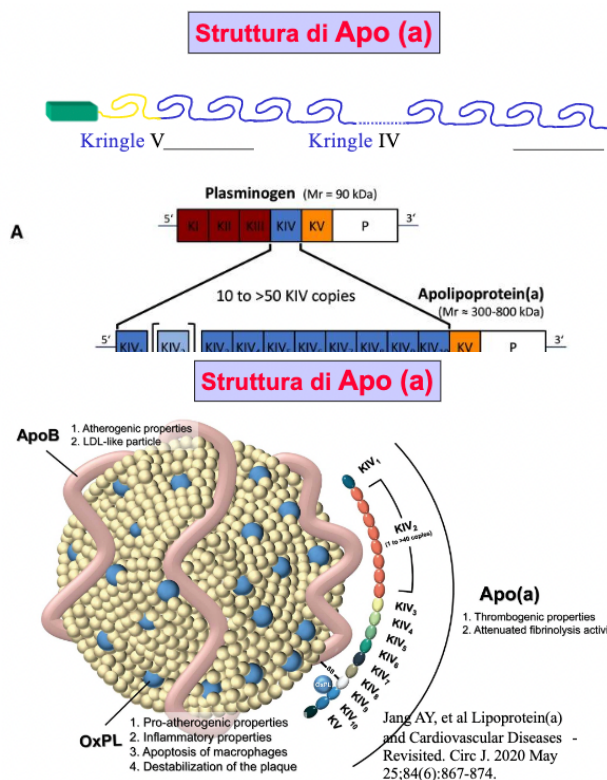 Struttura di Apo (a)
Kringle V
Kringle IV
Plasminogen (Mr = 90 kDa)
A
5' KI KII KIII KIV KV P 3'
10 to >50 KIV copies
Apolipoprotein(a)
(Mr ≈ 300-800 kDa)
5' KV P 3'
Struttura di Apo (a)
ApoB
1. Atherogenic properties
2. LDL-like particle
KIV1
KIV2
(1 to >40 copies)
KIV3
KIV4
KIV5
KIV6
KIV7
KIV8
KIV9
KIV10
KV
Apo(a)
1. Thrombogenic properties
2. Attenuated fibrinolysis activi
OxPL
OxPL
1. Pro-atherogenic properties
2. Inflammatory properties
3. Apoptosis of macrophages
4. Destabilization of the plaque
Jang AY, et al Lipoprotein(a)
and Cardiovascular Diseases -
Revisited. Circ J. 2020 May
25;84(6):867-874.